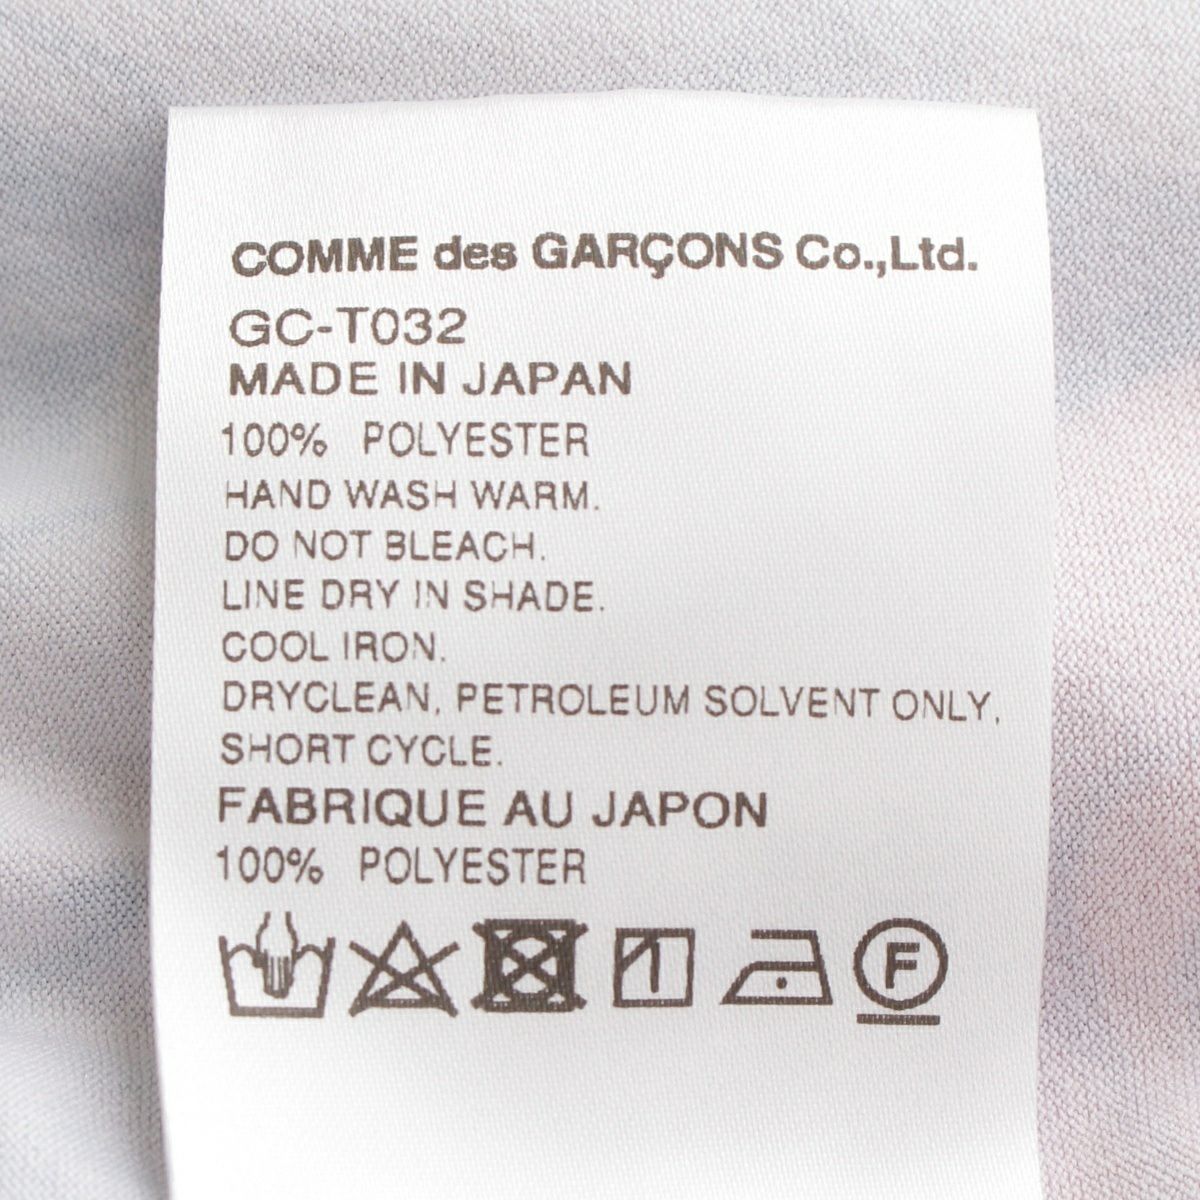 COMME des GARÇONS Co.,Ltd.
GC-T032
MADE IN JAPAN
100% POLYESTER
HAND WASH WARM.
DO NOT BLEACH.
LINE DRY IN SHADE.
COOL IRON.
DRYCLEAN, PETROLEUM SOLVENT ONLY,
SHORT CYCLE.
FABRIQUE AU JAPON
100% POLYESTER
F